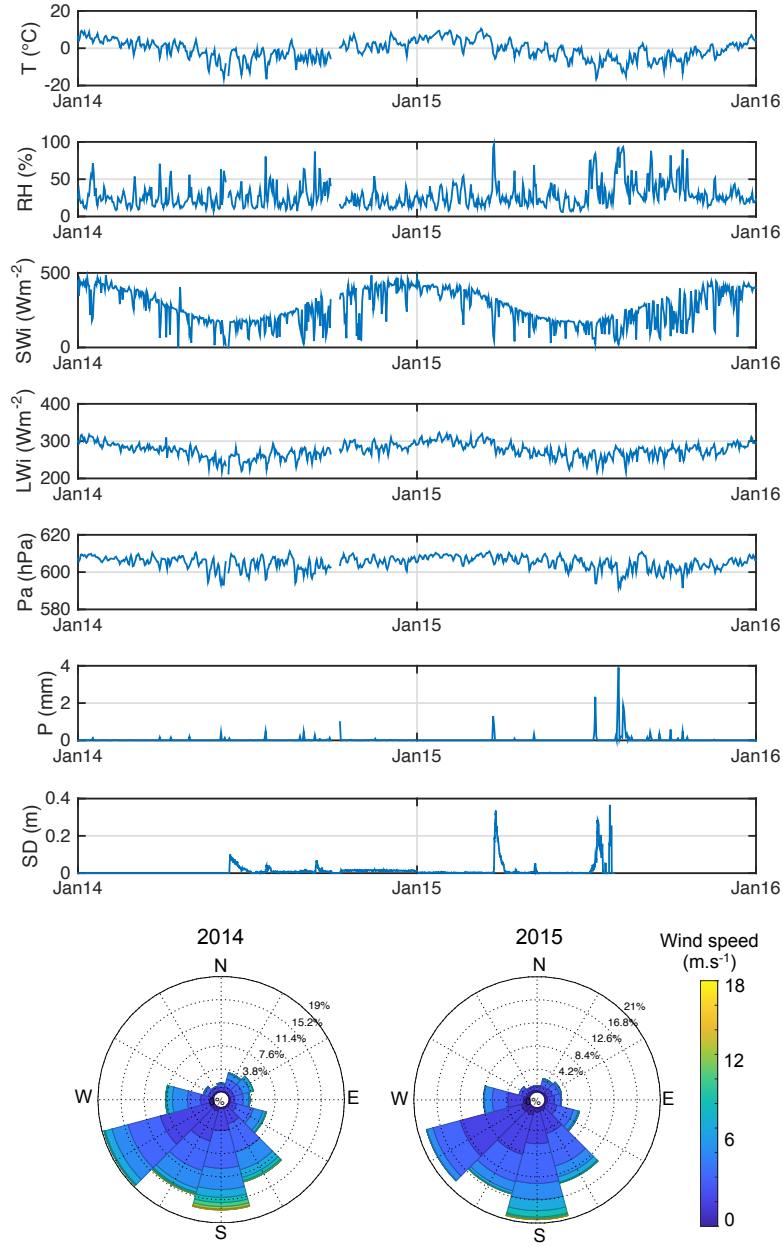 20
0
-20
T (°C)
Jan14
Jan15
Jan16
100
50
0
RH (%)
Jan14
Jan15
Jan16
500
0
SWi (Wm-2)
Jan14
Jan15
Jan16
400
300
200
LWi (Wm-2)
Jan14
Jan15
Jan16
620
600
580
Pa (hPa)
Jan14
Jan15
Jan16
4
2
0
P (mm)
Jan14
Jan15
Jan16
0.4
0.2
0
SD (m)
Jan14
Jan15
Jan16
2014
N
19%
15.2%
11.4%
7.6%
3.8%
W
E
S
2015
N
21%
16.8%
12.6%
8.4%
4.2%
W
E
S
Wind speed
(m.s-1)
18
12
6
0